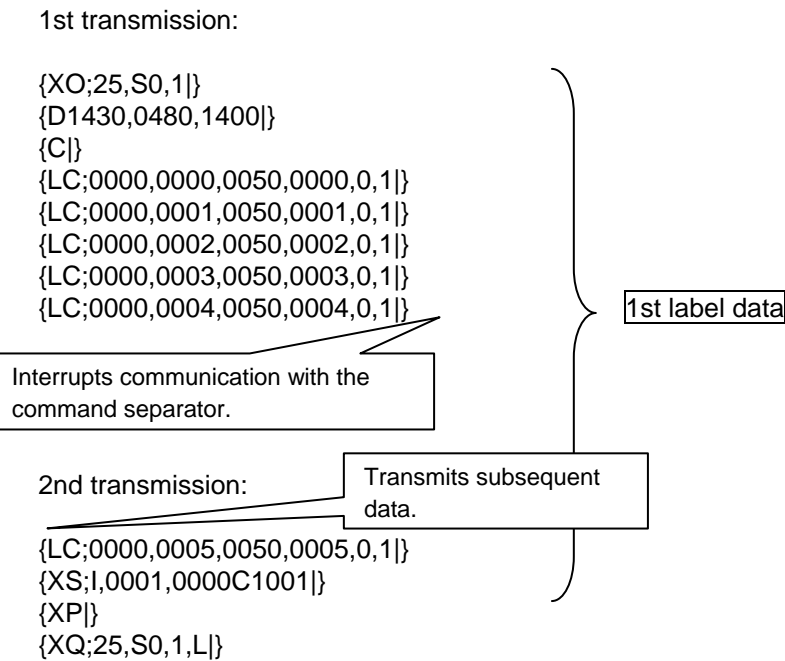 1st transmission:
{XO;25,S0,1|}
{D1430,0480,1400|}
{C|}
{LC;0000,0000,0050,0000,0,1|}
{LC;0000,0001,0050,0001,0,1|}
{LC;0000,0002,0050,0002,0,1|}
{LC;0000,0003,0050,0003,0,1|}
{LC;0000,0004,0050,0004,0,1|}
1st label data
Interrupts communication with the
command separator.
2nd transmission:
Transmits subsequent
data.
{LC;0000,0005,0050,0005,0,1|}
{XS;I,0001,0000C1001|}
{XP|}
{XQ;25,S0,1,L|}